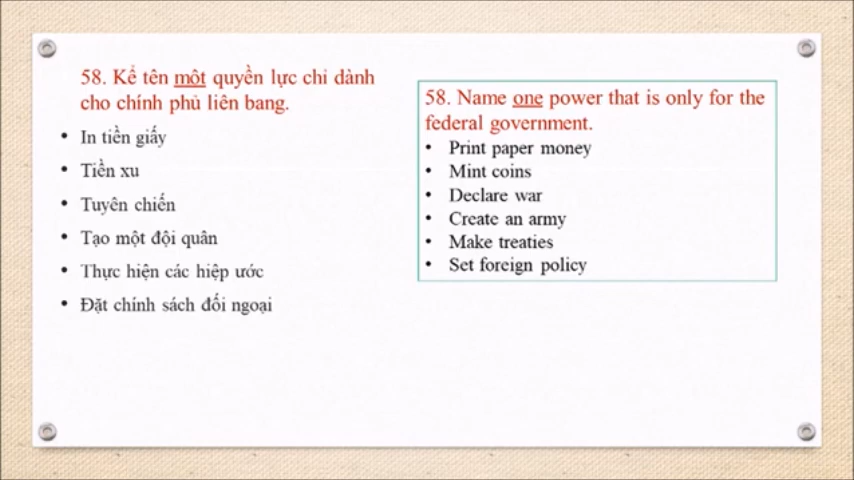 58. Kể tên một quyền lực chỉ dành
cho chính phủ liên bang.
• In tiền giấy
• Tiền xu
• Tuyên chiến
• Tạo một đội quân
• Thực hiện các hiệp ước
• Đặt chính sách đối ngoại
58. Name one power that is only for the
federal government.
• Print paper money
• Mint coins
• Declare war
• Create an army
• Make treaties
• Set foreign policy